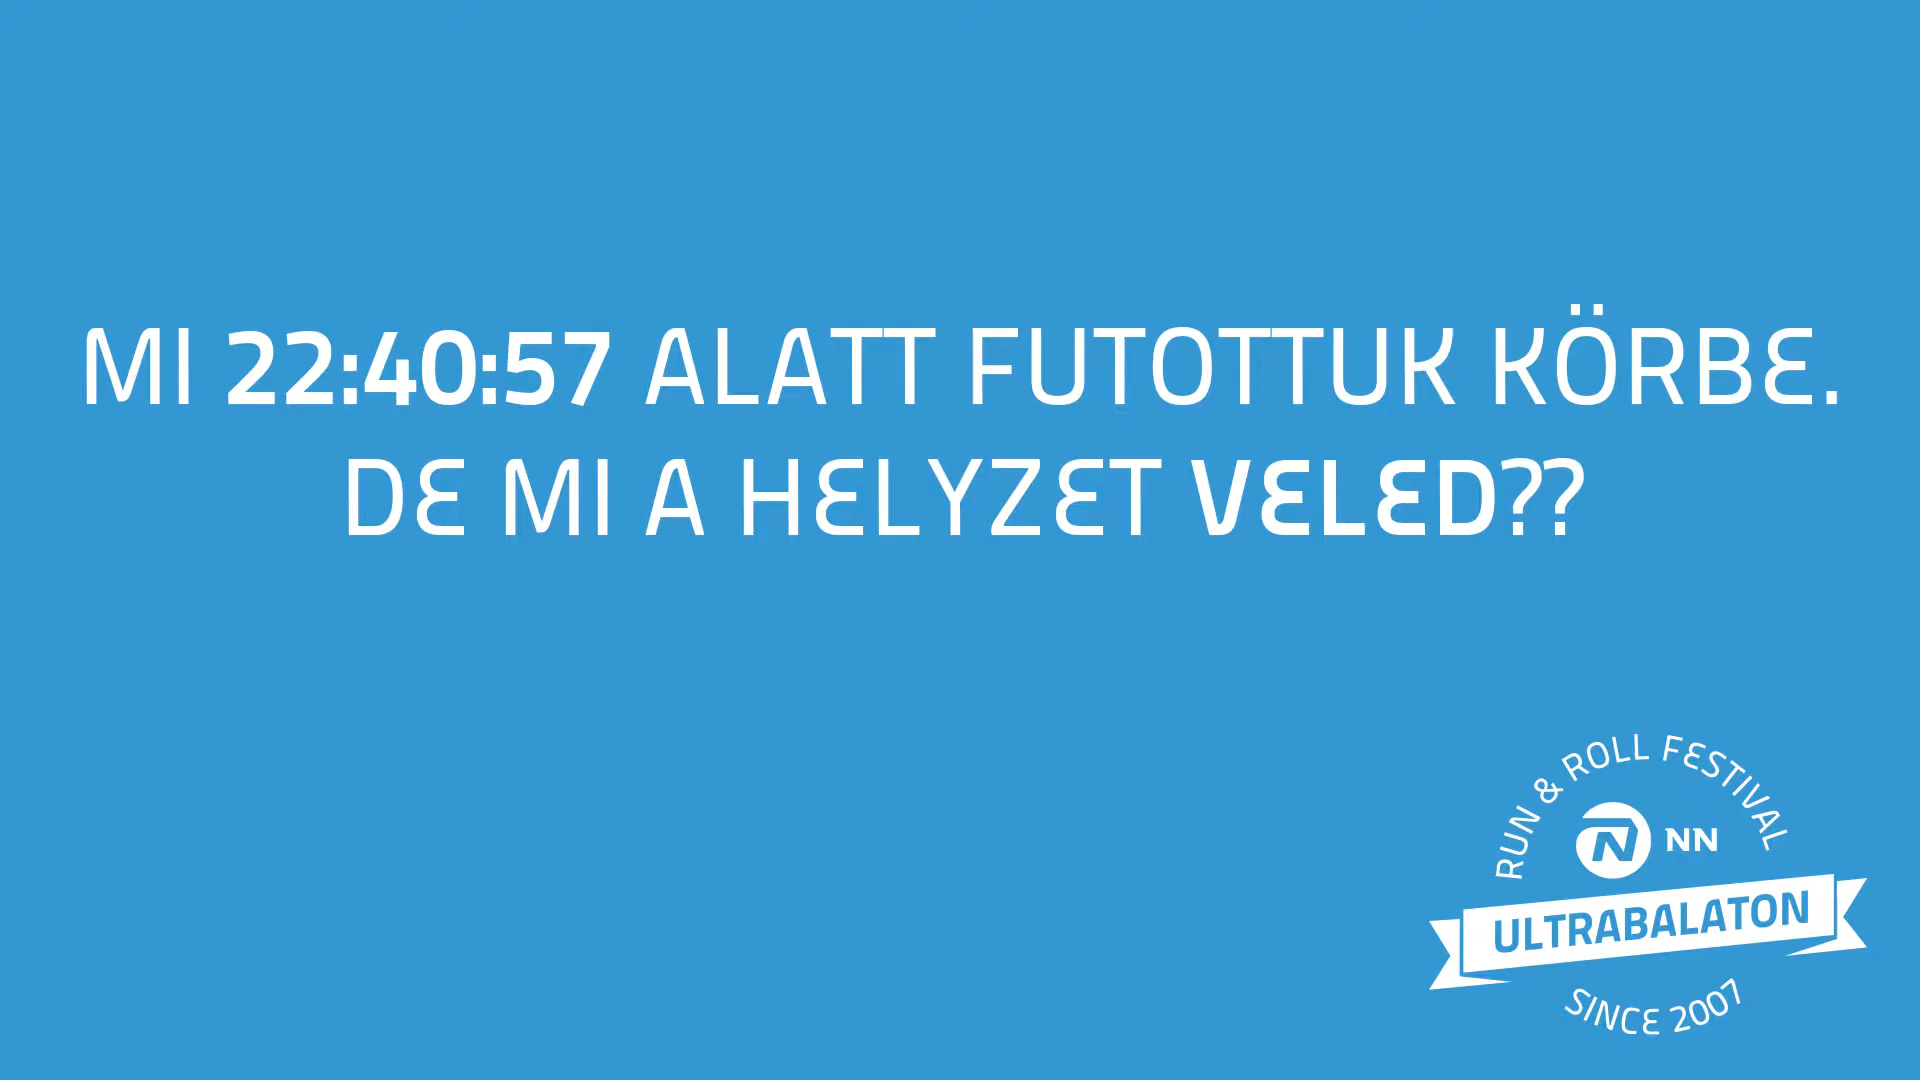 MI 22:40:57 ALATT FUTOTTUK KÖRBE.
DE MI A HELYZET VELED??
RUN & ROLL FESTIVAL
NN
ULTRABALATON
SINCE 2007